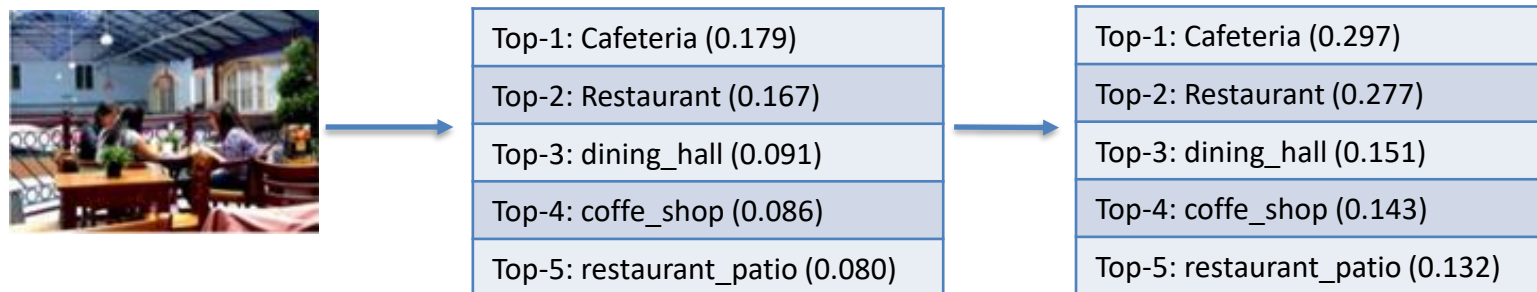 Top-1: Cafeteria (0.179)
Top-2: Restaurant (0.167)
Top-3: dining_hall (0.091)
Top-4: coffe_shop (0.086)
Top-5: restaurant_patio (0.080)
Top-1: Cafeteria (0.297)
Top-2: Restaurant (0.277)
Top-3: dining_hall (0.151)
Top-4: coffe_shop (0.143)
Top-5: restaurant_patio (0.132)